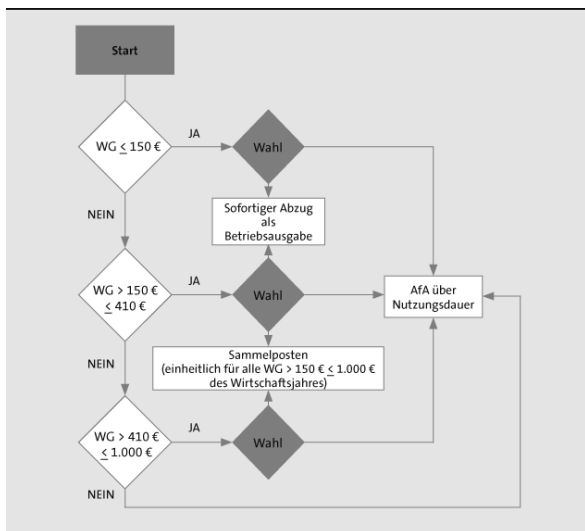 Start
WG ≤ 150 €
JA
Wahl
NEIN
Sofortiger Abzug
als
Betriebsausgabe
WG > 150 €
≤ 410 €
JA
Wahl
AfA über
Nutzungsdauer
NEIN
Sammelposten
(einheitlich für alle WG > 150 € ≤ 1.000 €
des Wirtschaftsjahres)
WG > 410 €
≤ 1.000 €
JA
Wahl
NEIN